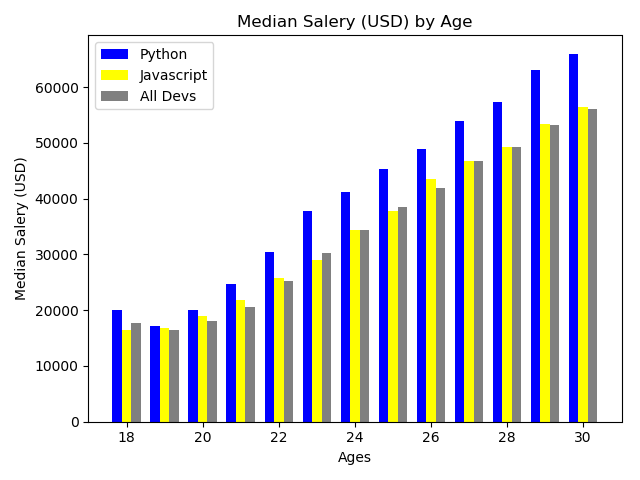 Median Salery (USD) by Age
Python
Javascript
All Devs
Median Salery (USD)
60000
50000
40000
30000
20000
10000
0
18 20 22 24 26 28 30
Ages